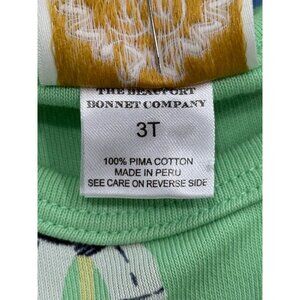 THE BEAUFORT
BONNET COMPANY
3T
100% PIMA COTTON
MADE IN PERU
SEE CARE ON REVERSE SIDE